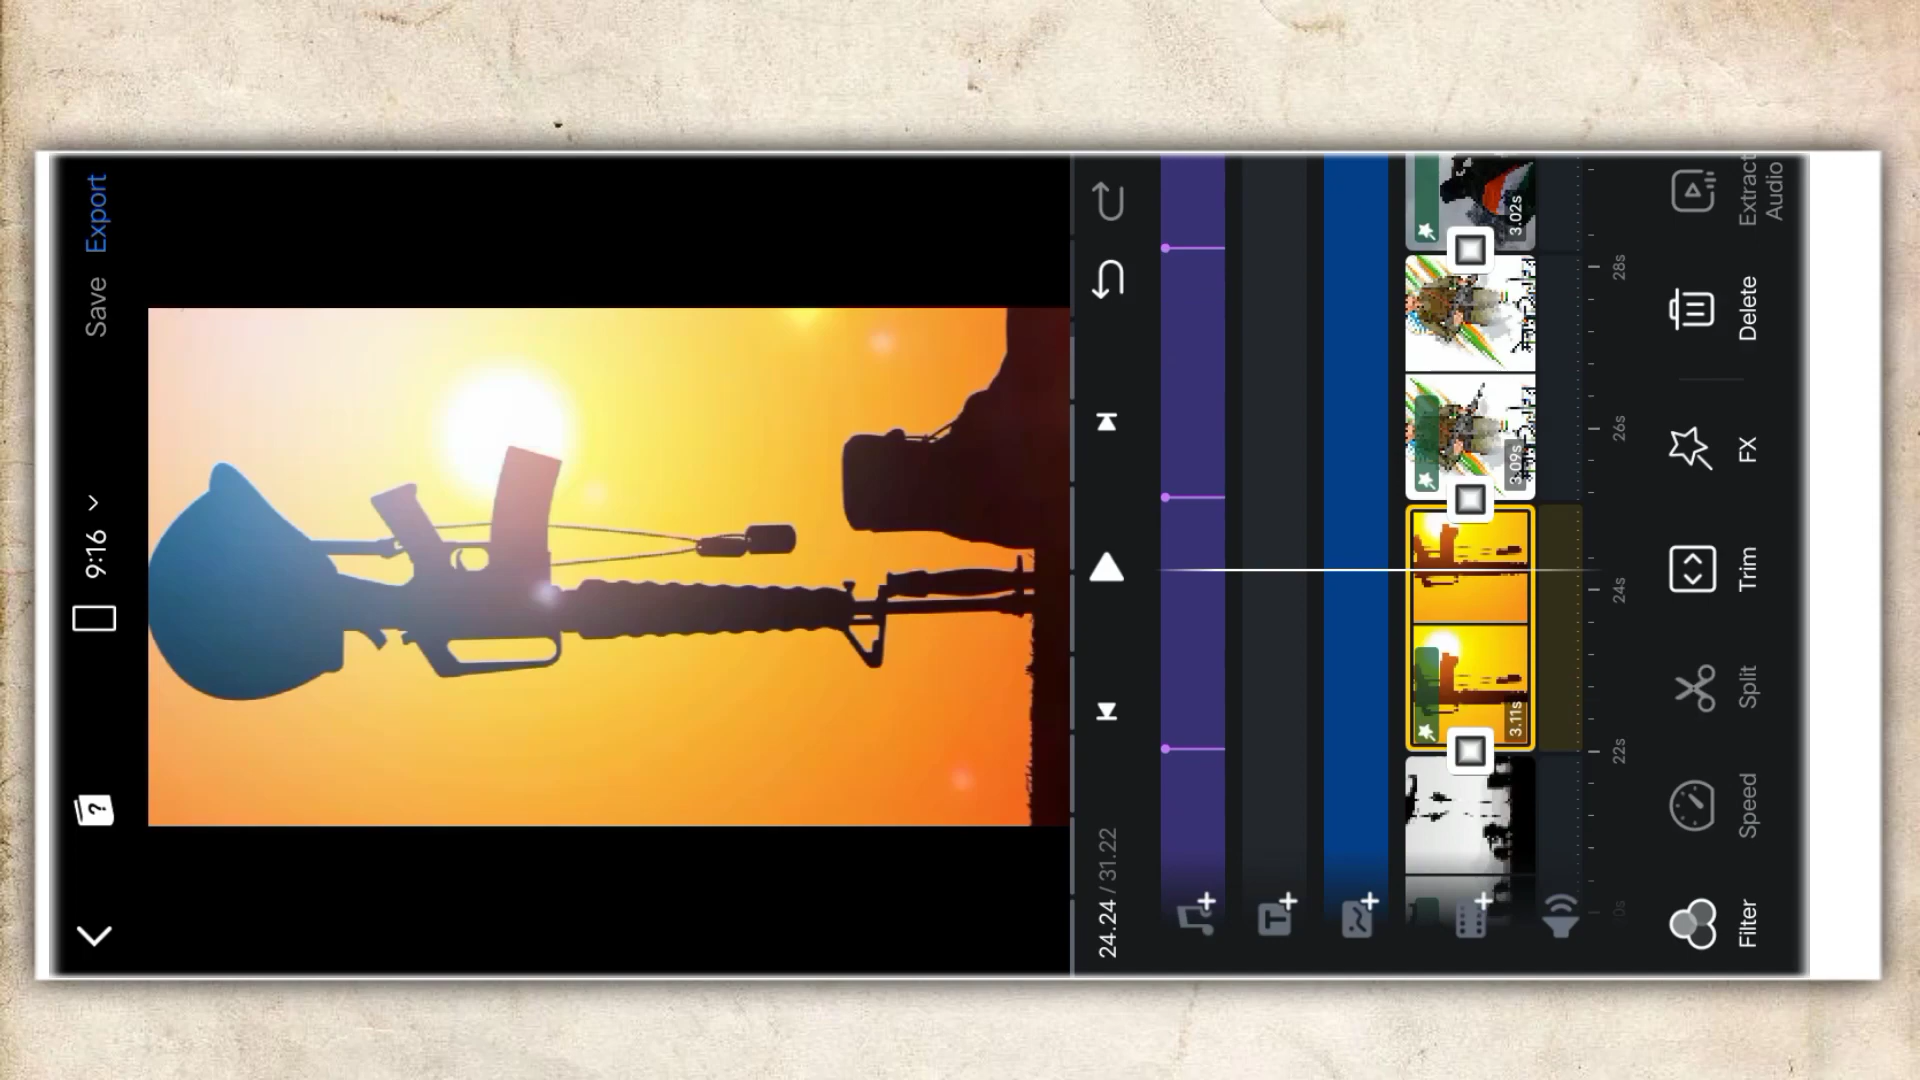 9:16
Save
Export
24.24 / 31.22
3.11s
3.09s
3.02s
22s
24s
26s
28s
Filter
Speed
Split
Trim
FX
Delete
Extract
Audio